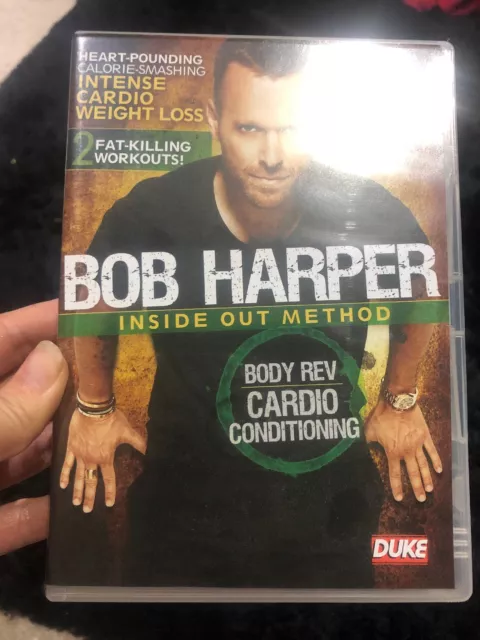 HEART-POUNDING
CALORIE-SMASHING
INTENSE
CARDIO
WEIGHT LOSS
2 FAT-KILLING
WORKOUTS!
BOB HARPER
INSIDE OUT METHOD
BODY REV
CARDIO
CONDITIONING
DUKE